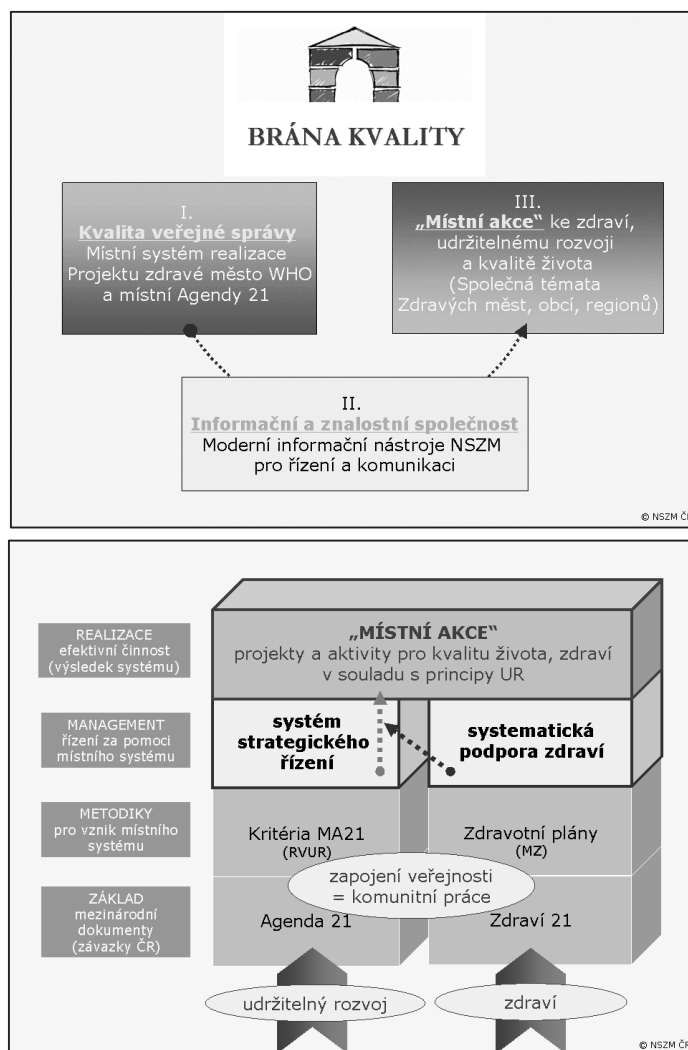 BRÁNA KVALITY
I.
Kvalita veřejné správy
Místní systém realizace
Projektu zdravé město WHO
a místní Agendy 21
III.
„Místní akce" ke zdraví,
udržitelnému rozvoji
a kvalitě života
(Společná témata
Zdravých měst, obcí, regionů)
II.
Informační a znalostní společnost
Moderní informační nástroje NSZM
pro řízení a komunikaci
© NSZM Č
REALIZACE
efektivní činnost
(výsledek systému)
„MÍSTNÍ AKCE"
projekty a aktivity pro kvalitu života, zdraví
v souladu s principy UR
MANAGEMENT
řízení za pomoci
místního systému
systém
strategického
řízení
systematická
podpora zdraví
METODIKY
pro vznik místního
systému
Kritéria MA21
(RVUR)
Zdravotní plány
(MZ)
zapojení veřejnosti
= komunitní práce
ZÁKLAD
mezinárodní
dokumenty
(závazky ČR)
Agenda 21
Zdraví 21
udržitelný rozvoj
zdraví
© NSZM Č